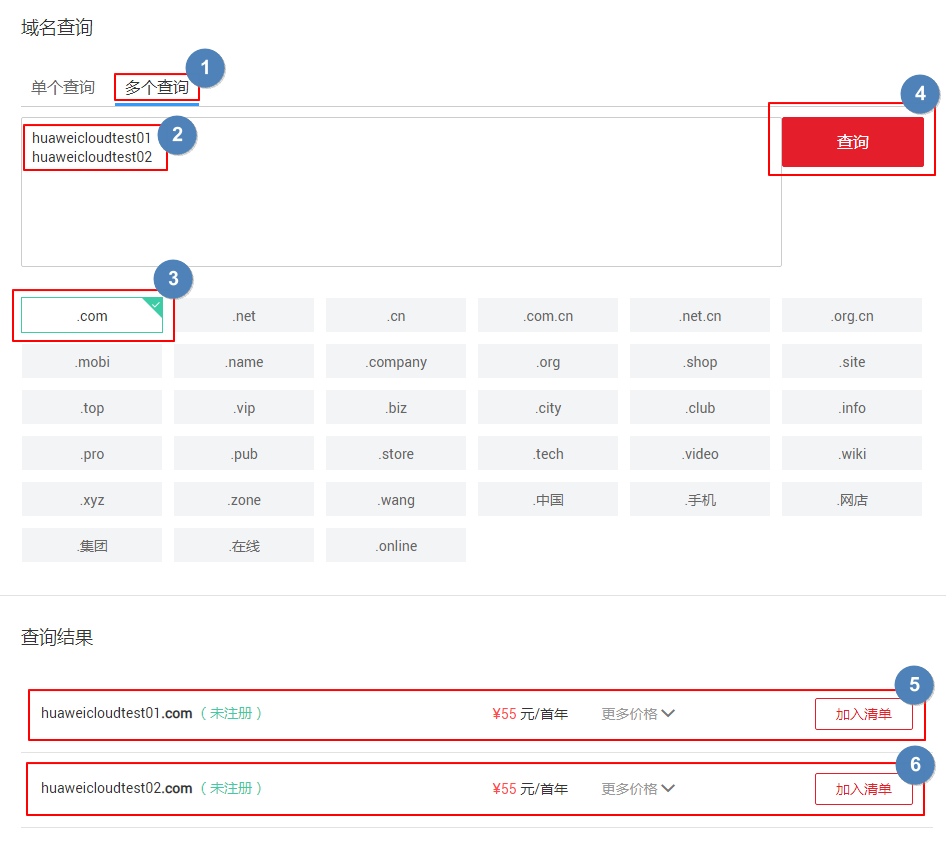 域名查询
单个查询 多个查询 1
huaweicloudtest01 2
huaweicloudtest02
4
查询
3
.com .net .cn .com.cn .net.cn .org.cn
.mobi .name .company .org .shop .site
.top .vip .biz .city .club .info
.pro .pub .store .tech .video .wiki
.xyz .zone .wang .中国 .手机 .网店
.集团 .在线 .online
查询结果
5
huaweicloudtest01.com（未注册） ¥55 元/首年 更多价格 加入清单
6
huaweicloudtest02.com（未注册） ¥55 元/首年 更多价格 加入清单